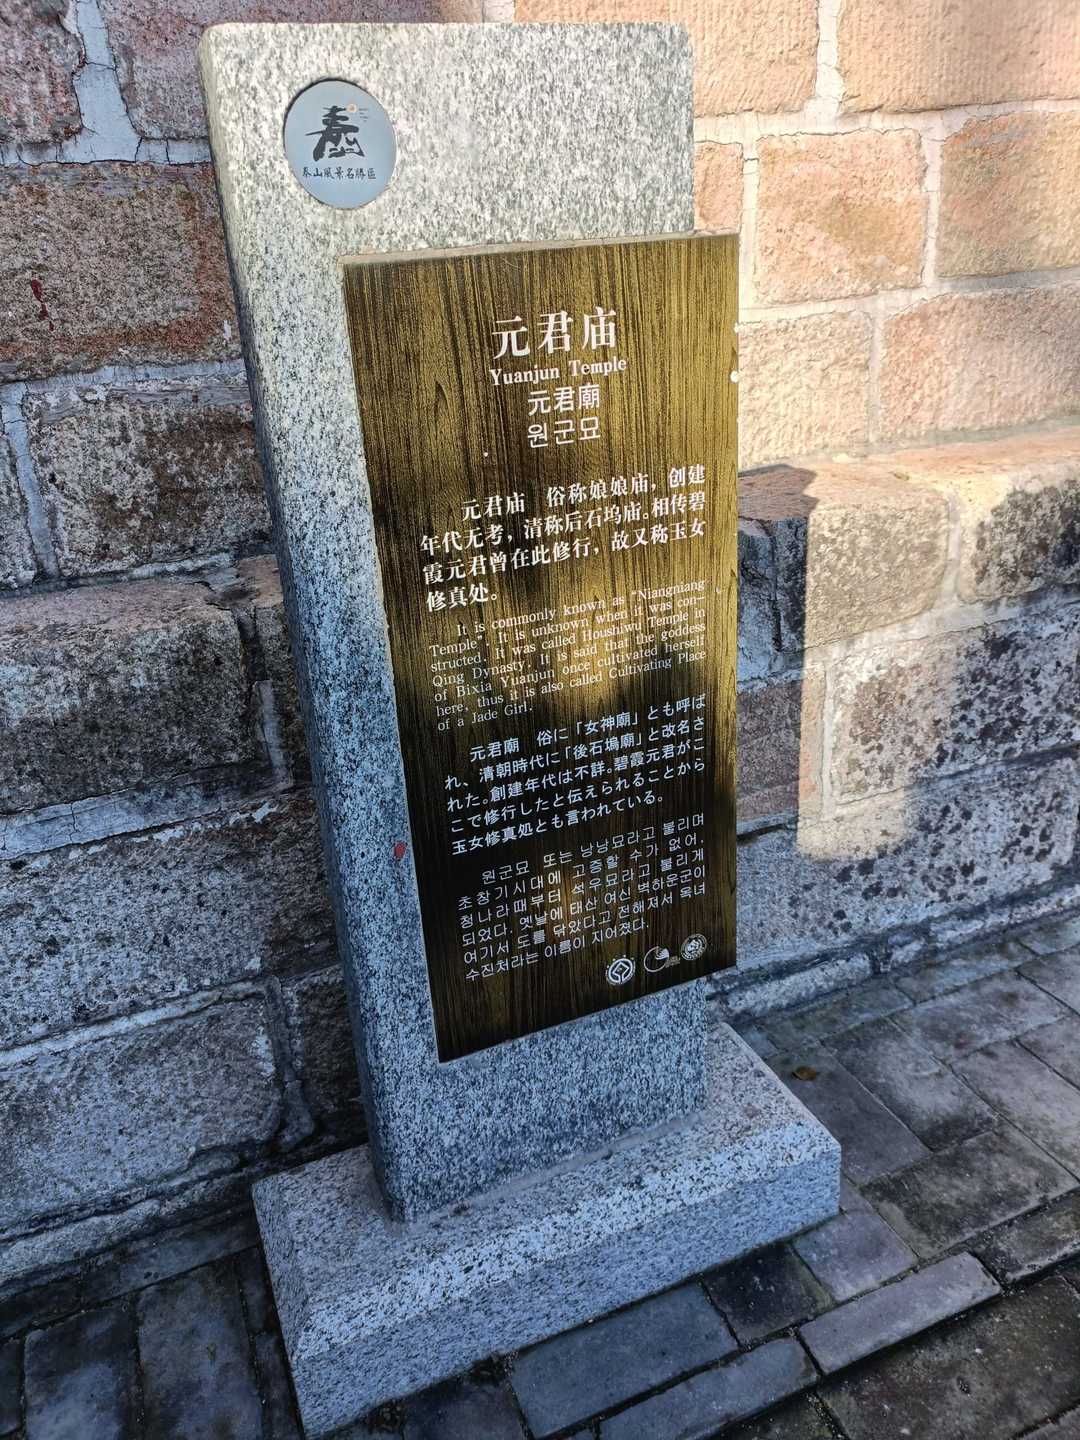 泰山風景名勝區
元君庙
Yuanjun Temple
元君廟
원군묘
元君庙　俗称娘娘庙，创建
年代无考，清称后石坞庙。相传碧
霞元君曾在此修行，故又称玉女
修真处。
It is commonly known as "Niangniang
Temple". It is unknown when it was con-
structed. It was called Houshiwu Temple in
Qing Dynasty. It is said that the goddess
of Bixia Yuanjun once cultivated herself
here, thus it is also called Cultivating Place
of a Jade Girl.
元君廟　俗に「女神廟」とも呼ば
れ、清朝時代に「後石塢廟」と改名さ
れた。創建年代は不詳。碧霞元君がこ
こで修行したと伝えられることから
玉女修真処とも言われている。
원군묘　또는 낭낭묘라고 불리며
초창기시대에 고증할 수가 없어.
청나라때부터 석우묘라고 불리게
되었다. 옛날에 태산 여신 벽하운군이
여기서 도를 닦았다고 전해져서 옥녀
수진처라는 이름이 지어졌다.